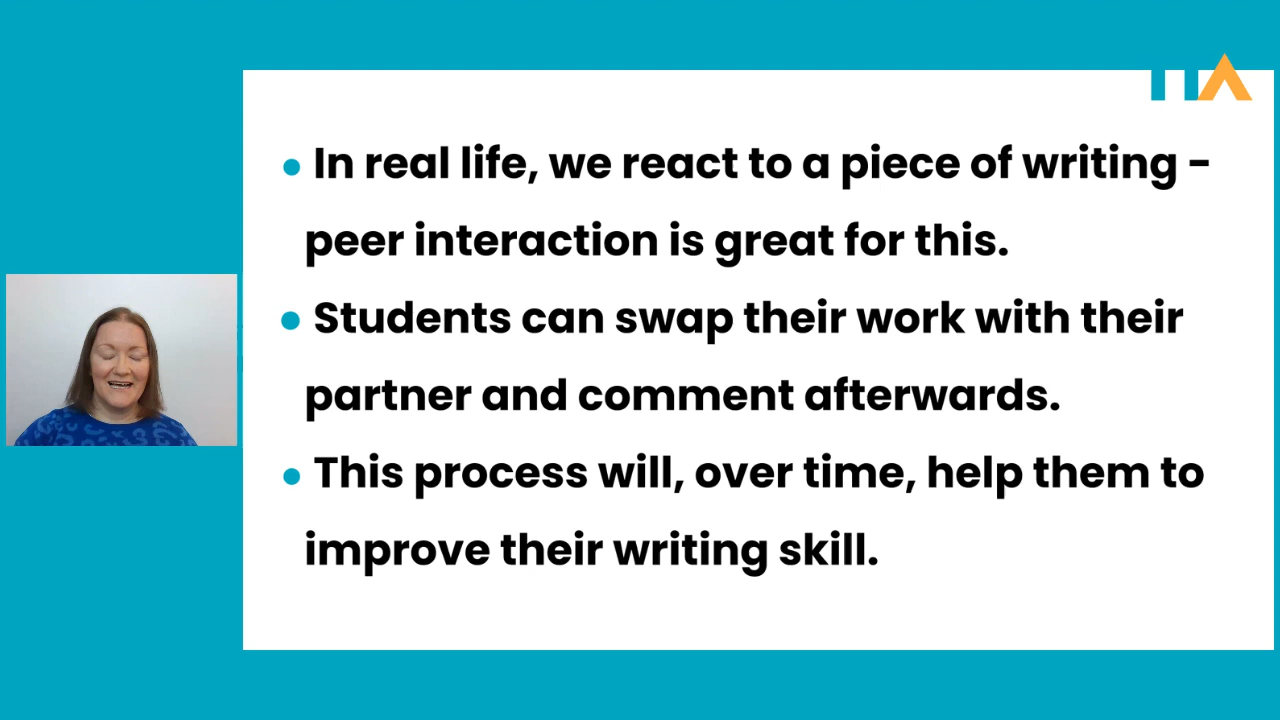 • In real life, we react to a piece of writing -
peer interaction is great for this.
• Students can swap their work with their
partner and comment afterwards.
• This process will, over time, help them to
improve their writing skill.